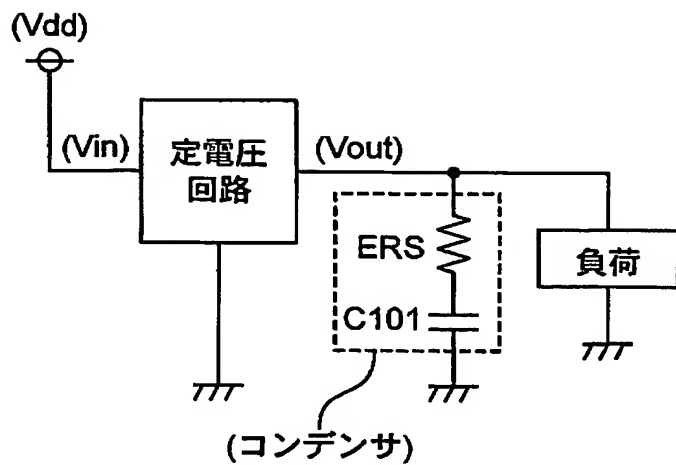 (Vdd)
(Vin)
定電圧
回路
(Vout)
ERS
C101
負荷
(コンデンサ)